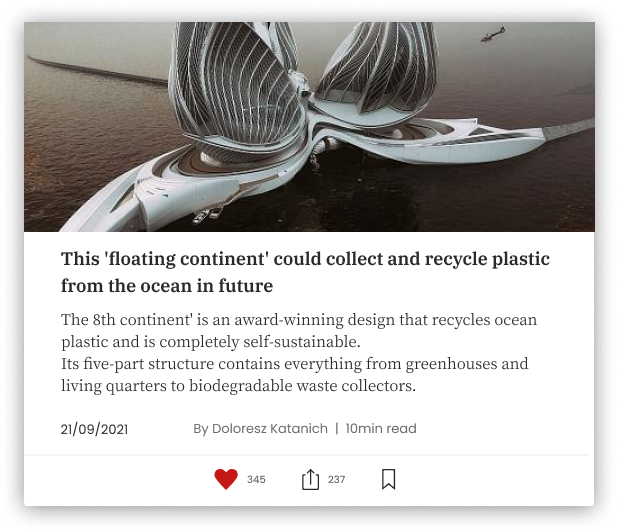 This 'floating continent' could collect and recycle plastic
from the ocean in future
The 8th continent' is an award-winning design that recycles ocean
plastic and is completely self-sustainable.
Its five-part structure contains everything from greenhouses and
living quarters to biodegradable waste collectors.
21/09/2021 By Doloresz Katanich | 10min read
345 237